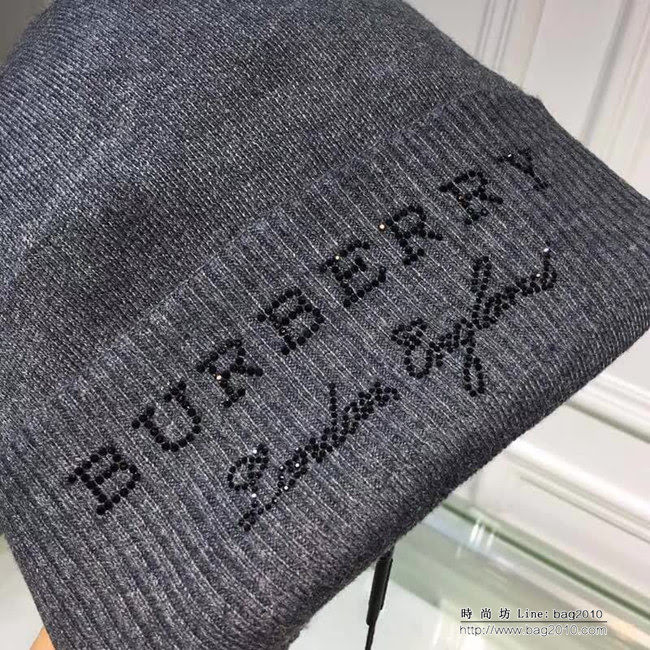 BURBERRY
London England
時尚坊 Line: bag2010
http://www.bag2010.com/